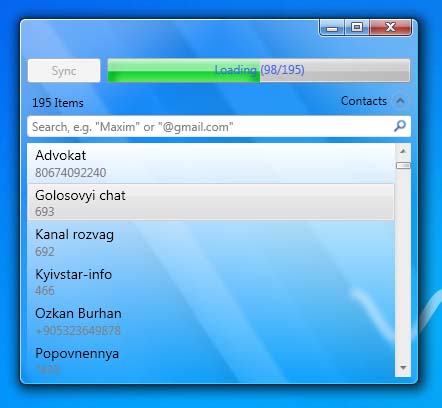 Sync
Loading (98/195)
195 Items
Contacts
Search, e.g. "Maxim" or "@gmail.com"
Advokat
80674092240
Golosovyi chat
693
Kanal rozvag
692
Kyivstar-info
466
Ozkan Burhan
+905323649878
Popovnennya